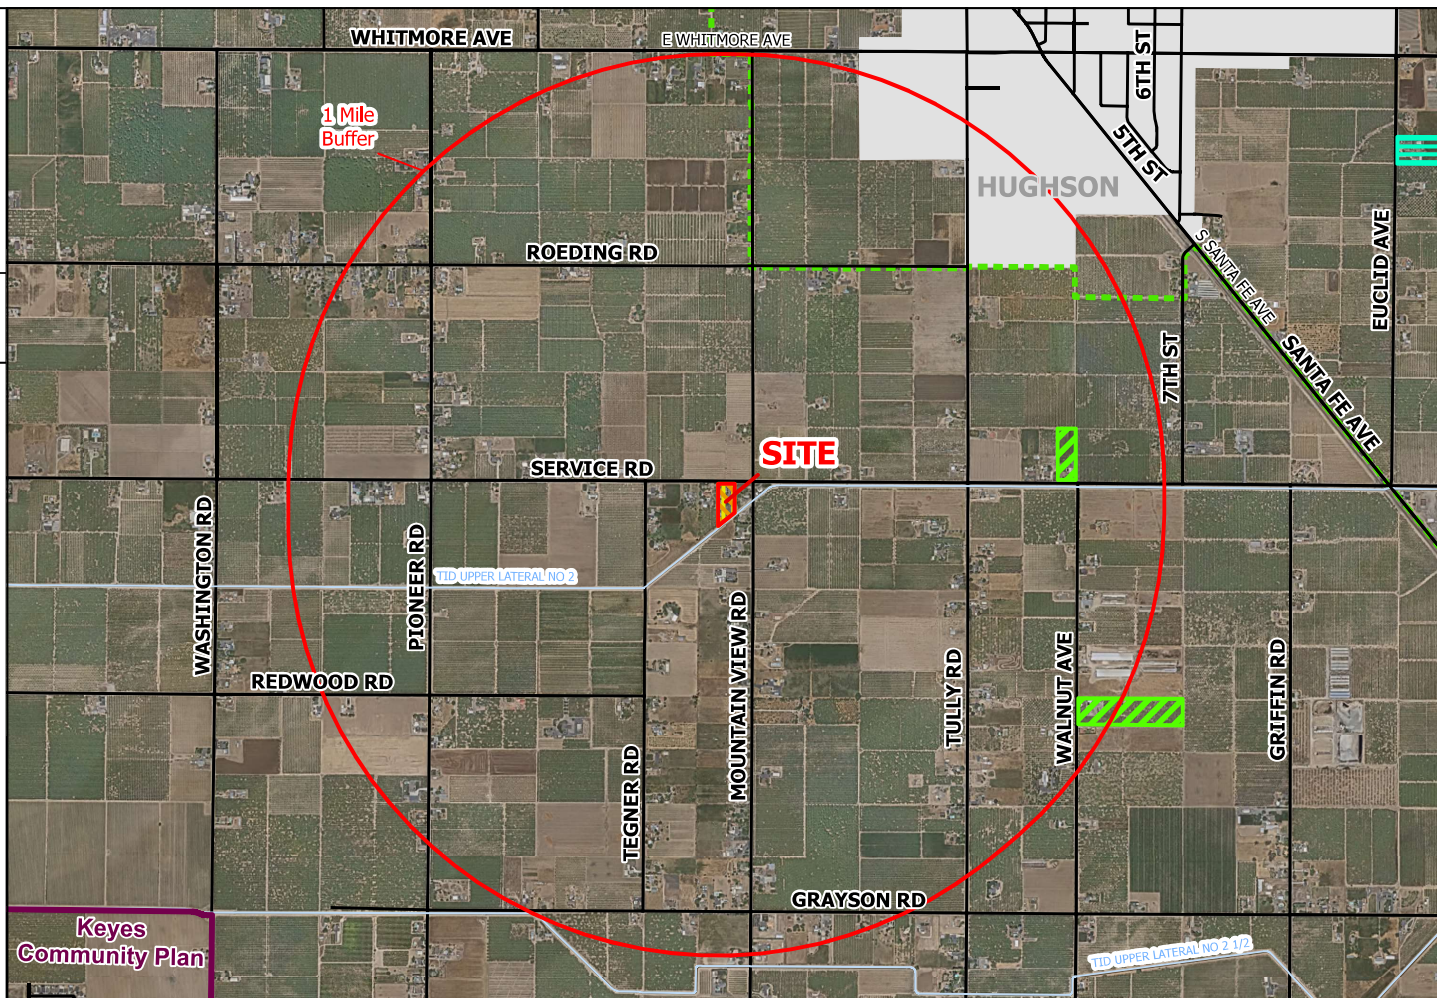 WHITMORE AVE
E WHITMORE AVE
6TH ST
1 Mile
Buffer
5TH ST
HUGHSON
ROEDING RD
S SANTA FE AVE
EUCLID AVE
7TH ST
SANTA FE AVE
SITE
SERVICE RD
WASHINGTON RD
PIONEER RD
TID UPPER LATERAL NO 2
MOUNTAIN VIEW RD
TULLY RD
WALNUT AVE
GRIFFIN RD
REDWOOD RD
TEGNER RD
GRAYSON RD
Keyes
Community Plan
TID UPPER LATERAL NO 2 1/2